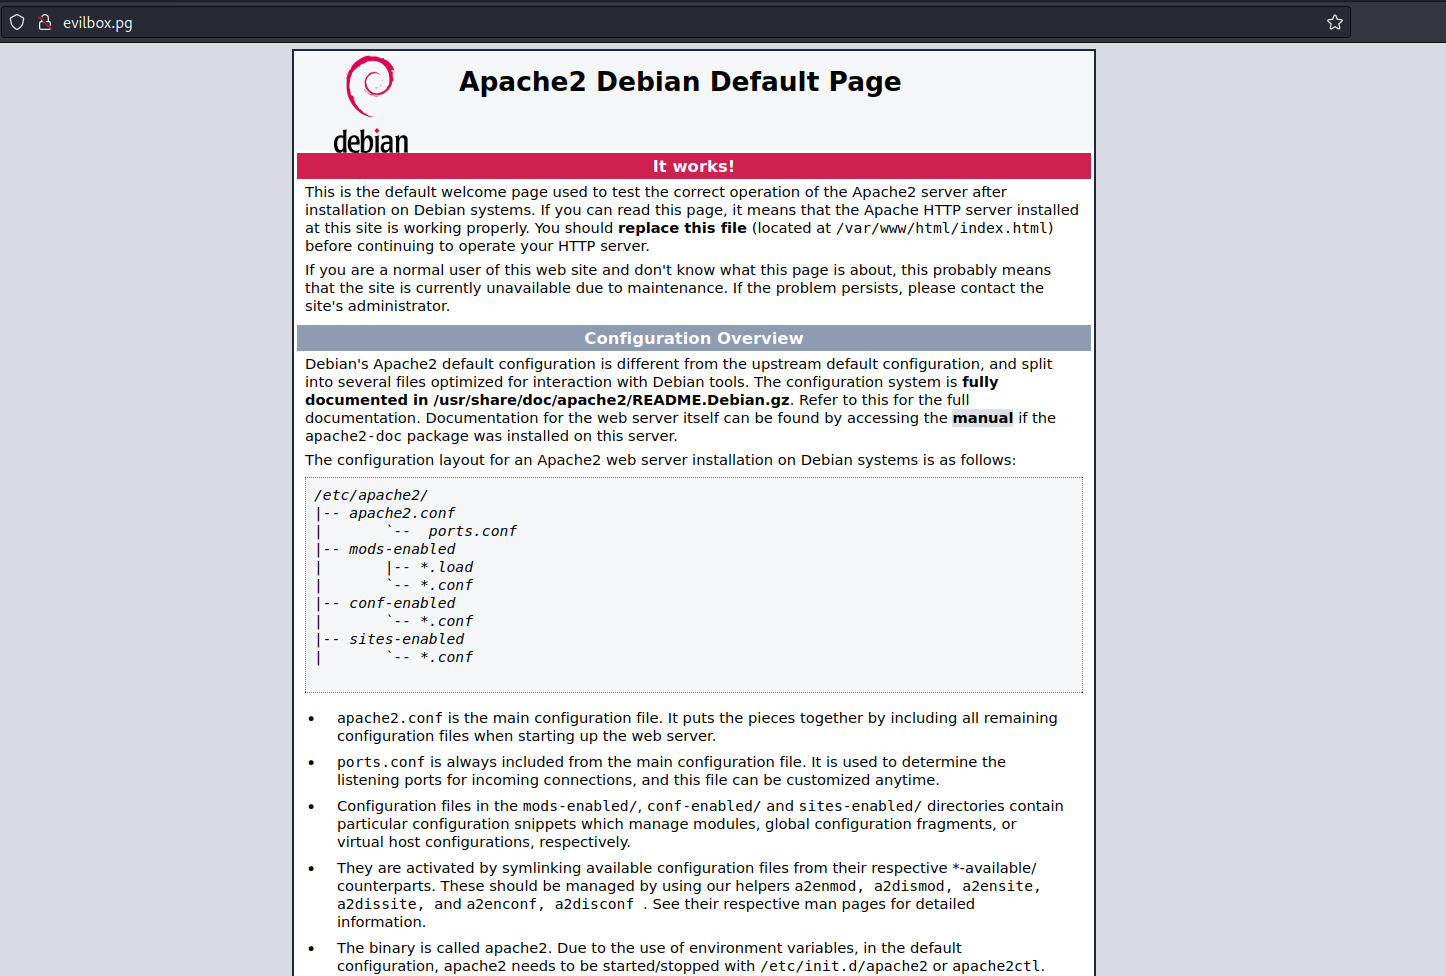 evilbox.pg
debian
Apache2 Debian Default Page
It works!
This is the default welcome page used to test the correct operation of the Apache2 server after
installation on Debian systems. If you can read this page, it means that the Apache HTTP server installed
at this site is working properly. You should replace this file (located at /var/www/html/index.html)
before continuing to operate your HTTP server.
If you are a normal user of this web site and don't know what this page is about, this probably means
that the site is currently unavailable due to maintenance. If the problem persists, please contact the
site's administrator.
Configuration Overview
Debian's Apache2 default configuration is different from the upstream default configuration, and split
into several files optimized for interaction with Debian tools. The configuration system is fully
documented in /usr/share/doc/apache2/README.Debian.gz. Refer to this for the full
documentation. Documentation for the web server itself can be found by accessing the manual if the
apache2-doc package was installed on this server.
The configuration layout for an Apache2 web server installation on Debian systems is as follows:
/etc/apache2/
|-- apache2.conf
|       `--  ports.conf
|-- mods-enabled
|       |-- *.load
|       `-- *.conf
|-- conf-enabled
|       `-- *.conf
|-- sites-enabled
|       `-- *.conf
• apache2.conf is the main configuration file. It puts the pieces together by including all remaining
configuration files when starting up the web server.
• ports.conf is always included from the main configuration file. It is used to determine the
listening ports for incoming connections, and this file can be customized anytime.
• Configuration files in the mods-enabled/, conf-enabled/ and sites-enabled/ directories contain
particular configuration snippets which manage modules, global configuration fragments, or
virtual host configurations, respectively.
• They are activated by symlinking available configuration files from their respective *-available/
counterparts. These should be managed by using our helpers a2enmod, a2dismod, a2ensite,
a2dissite, and a2enconf, a2disconf . See their respective man pages for detailed
information.
• The binary is called apache2. Due to the use of environment variables, in the default
configuration, apache2 needs to be started/stopped with /etc/init.d/apache2 or apache2ctl.